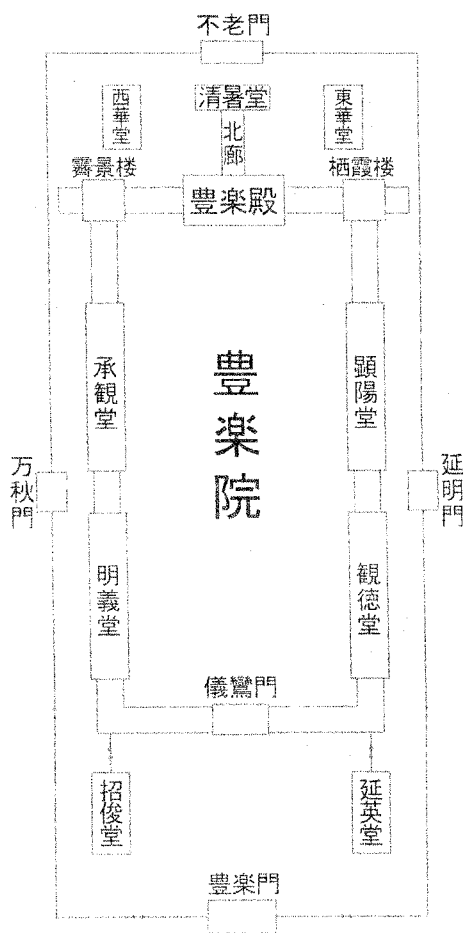 不老門
西華堂
清暑堂
東華堂
北廊
霽景楼
栖霞楼
豊楽殿
承観堂
豊楽院
顕陽堂
万秋門
延明門
明義堂
観徳堂
儀鸞門
招俊堂
延英堂
豊楽門